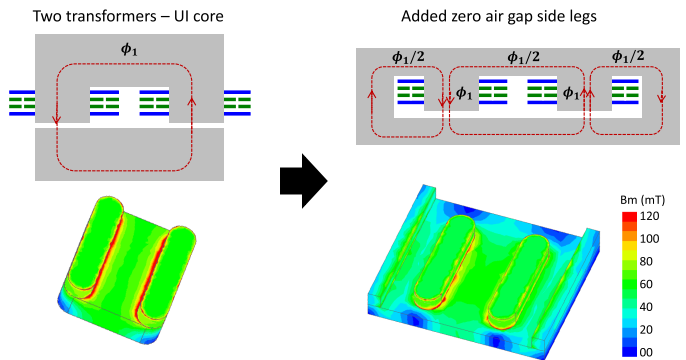 Two transformers – UI core
Added zero air gap side legs
ϕ₁
ϕ₁/2
ϕ₁/2
ϕ₁/2
ϕ₁
ϕ₁
Bm (mT)
120
100
80
60
40
20
00